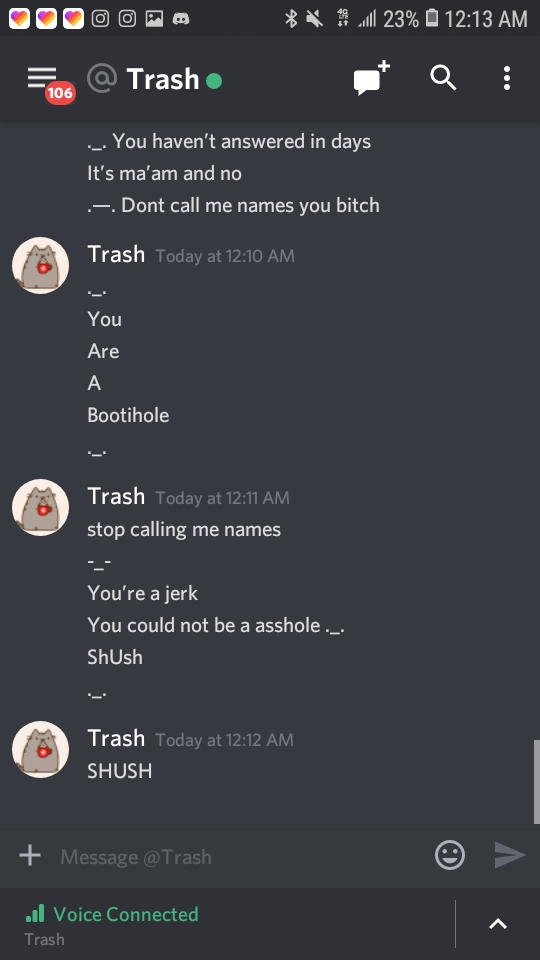 4G LTE 23% 12:13 AM
106 @ Trash
._. You haven't answered in days
It's ma'am and no
.—. Dont call me names you bitch
Trash Today at 12:10 AM
._.
You
Are
A
Bootihole
._.
Trash Today at 12:11 AM
stop calling me names
-_-
You're a jerk
You could not be a asshole ._.
ShUsh
._.
Trash Today at 12:12 AM
SHUSH
Message @Trash
Voice Connected
Trash